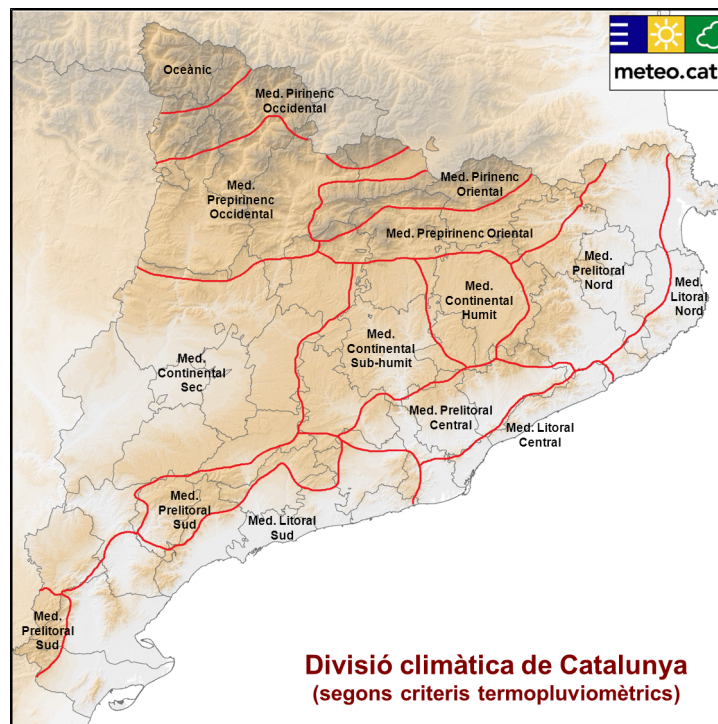 meteo.cat
Oceànic
Med. Pirinenc
Occidental
Med. Pirinenc
Oriental
Med.
Prepirinenc
Occidental
Med. Prepirinenc Oriental
Med.
Prelitoral
Nord
Med.
Litoral
Nord
Med.
Continental
Humit
Med.
Continental
Sub-humit
Med.
Continental
Sec
Med. Prelitoral
Central
Med. Litoral
Central
Med.
Prelitoral
Sud
Med. Litoral
Sud
Med.
Prelitoral
Sud
Divisió climàtica de Catalunya
(segons criteris termopluviomètrics)